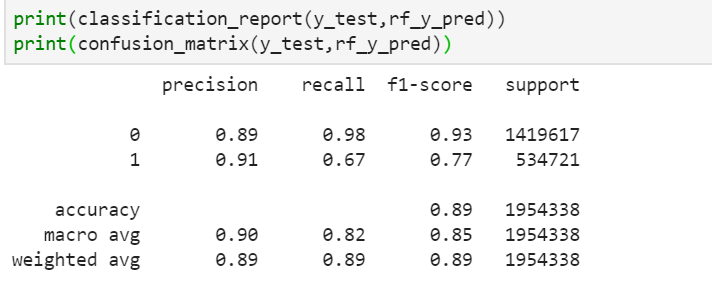 print(classification_report(y_test,rf_y_pred))
print(confusion_matrix(y_test,rf_y_pred))
precision recall f1-score support
0 0.89 0.98 0.93 1419617
1 0.91 0.67 0.77 534721
accuracy 0.89 1954338
macro avg 0.90 0.82 0.85 1954338
weighted avg 0.89 0.89 0.89 1954338